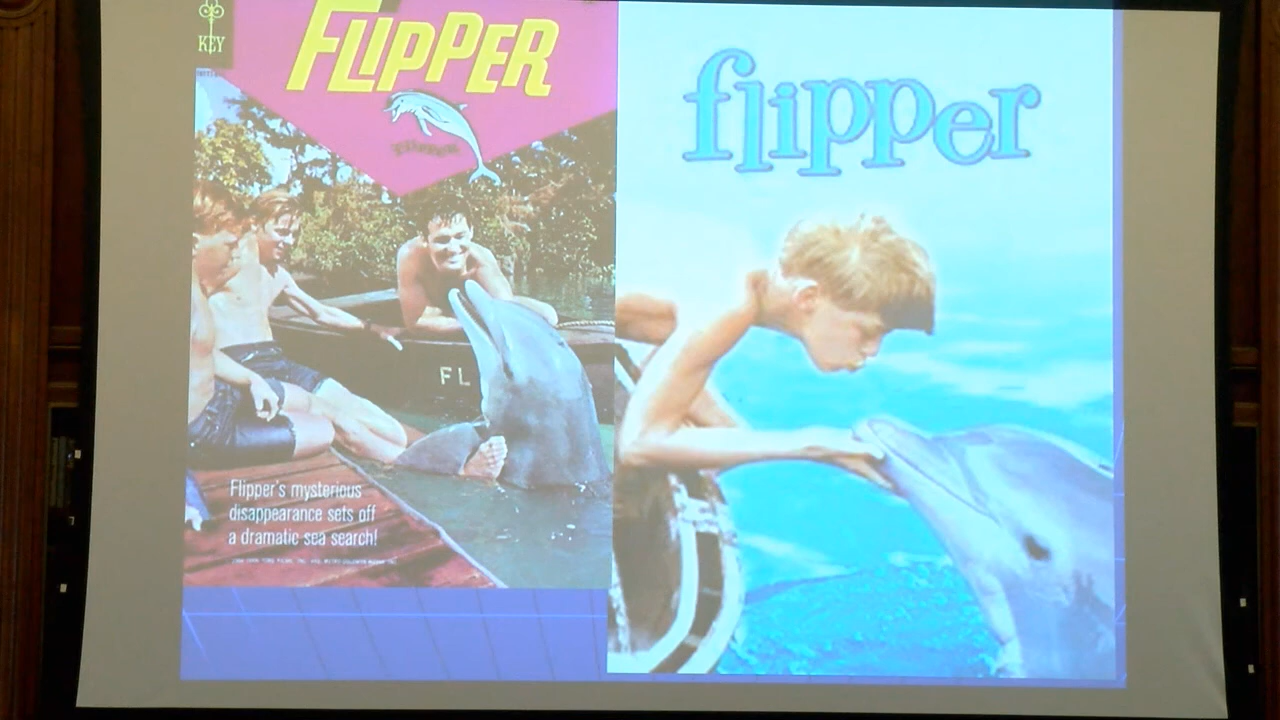 KEY
FLIPPER
flipper
FL
Flipper's mysterious
disappearance sets off
a dramatic sea search!